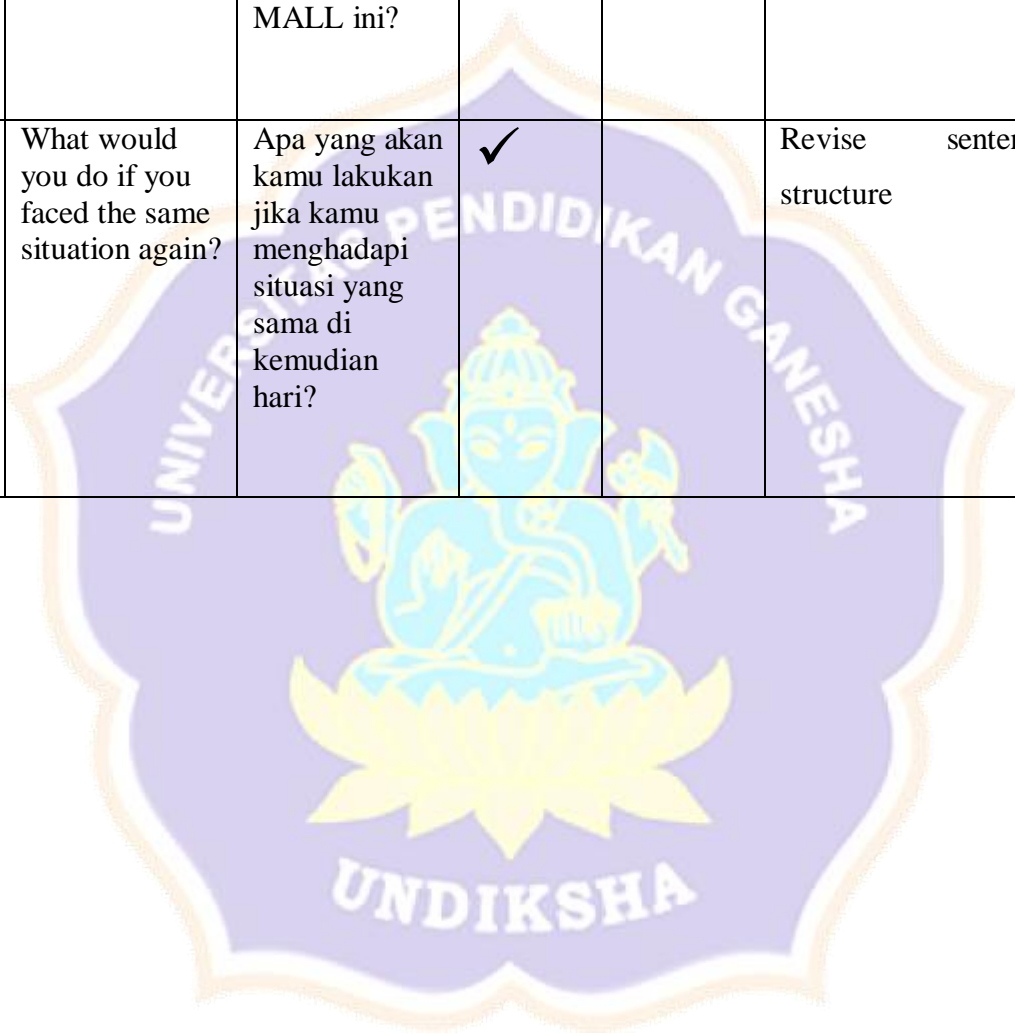 MALL ini?
What would
you do if you
faced the same
situation again?
Apa yang akan
kamu lakukan
jika kamu
menghadapi
situasi yang
sama di
kemudian
hari?
✓
Revise
structure
UNIVERSITAS PENDIDIKAN GANESHA
UNDIKSHA